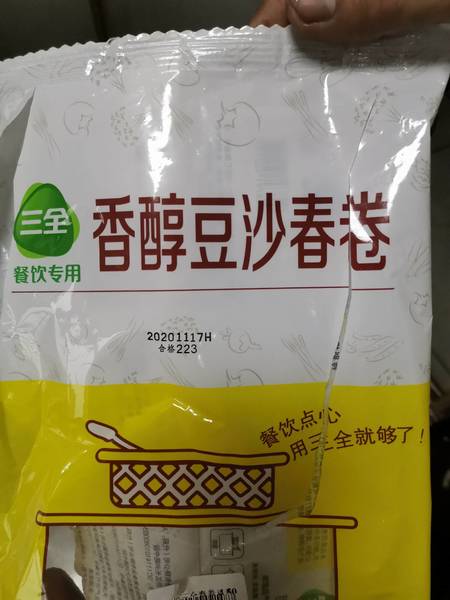 三全
餐饮专用
香醇豆沙春卷
20201117H
合格223
餐饮点心
用三全就够了!